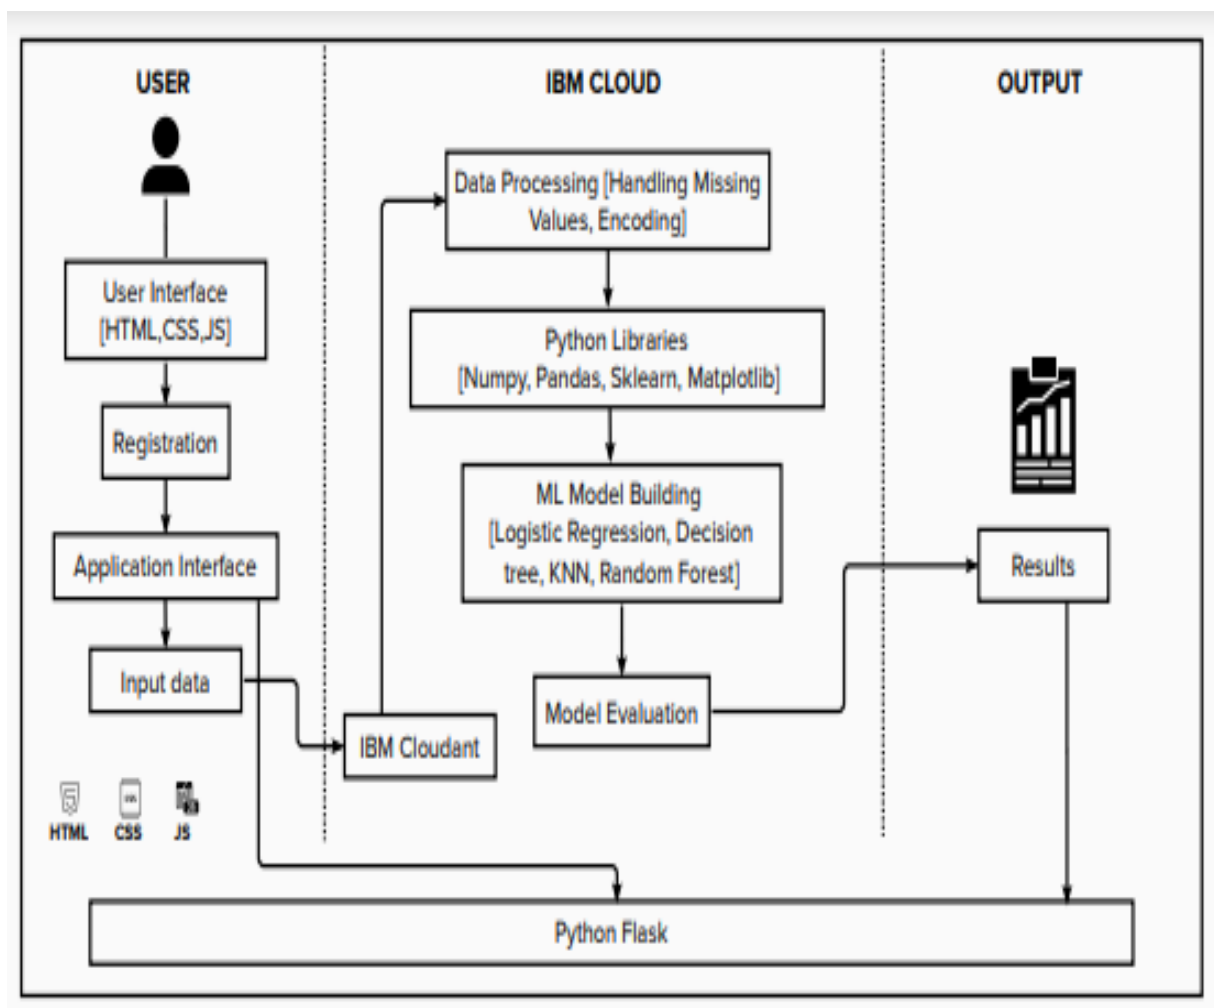 USER
IBM CLOUD
OUTPUT
User Interface
[HTML,CSS,JS]
Registration
Application Interface
Input data
HTML
CSS
JS
Data Processing [Handling Missing
Values, Encoding]
Python Libraries
[Numpy, Pandas, Sklearn, Matplotlib]
ML Model Building
[Logistic Regression, Decision
tree, KNN, Random Forest]
Model Evaluation
IBM Cloudant
Results
Python Flask